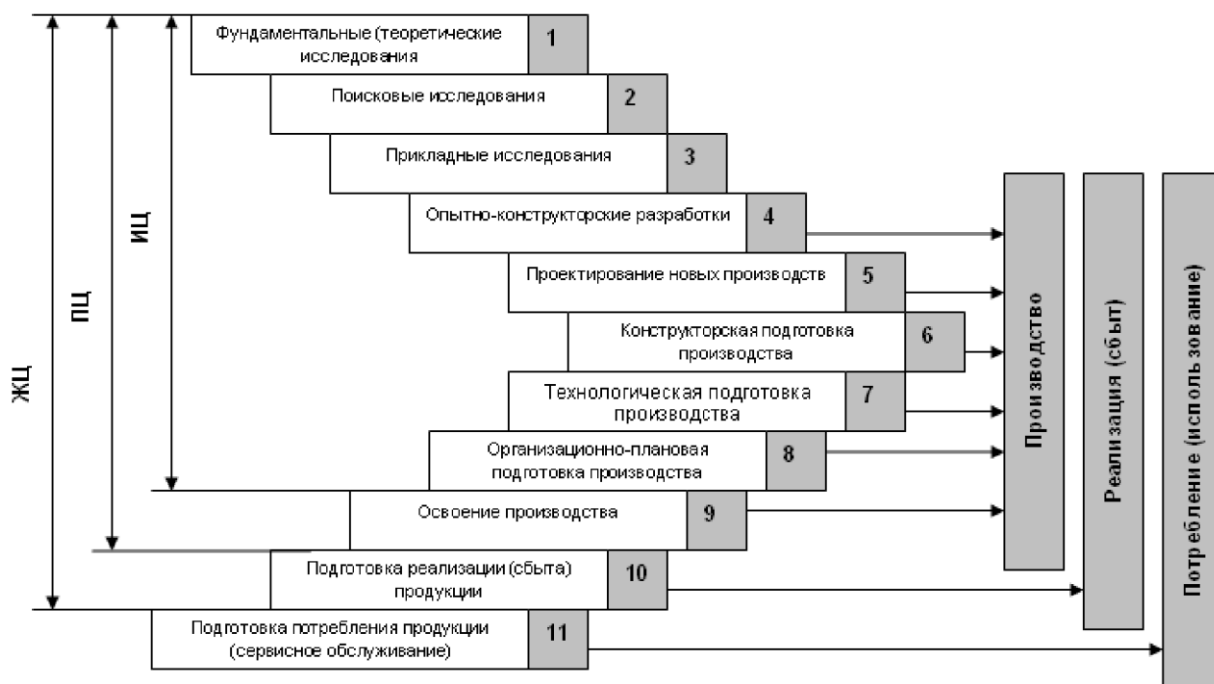 Фундаментальные (теоретические
исследования
1
Поисковые исследования
2
Прикладные исследования
3
Опытно-конструкторские разработки
4
Проектирование новых производств
5
Конструкторская подготовка
производства
6
Технологическая подготовка
производства
7
Организационно-плановая
подготовка производства
8
Освоение производства
9
Подготовка реализации (сбыта)
продукции
10
Подготовка потребления продукции
(сервисное обслуживание)
11
ЖЦ
ПЦ
ИЦ
Производство
Реализация (сбыт)
Потребление (использование)